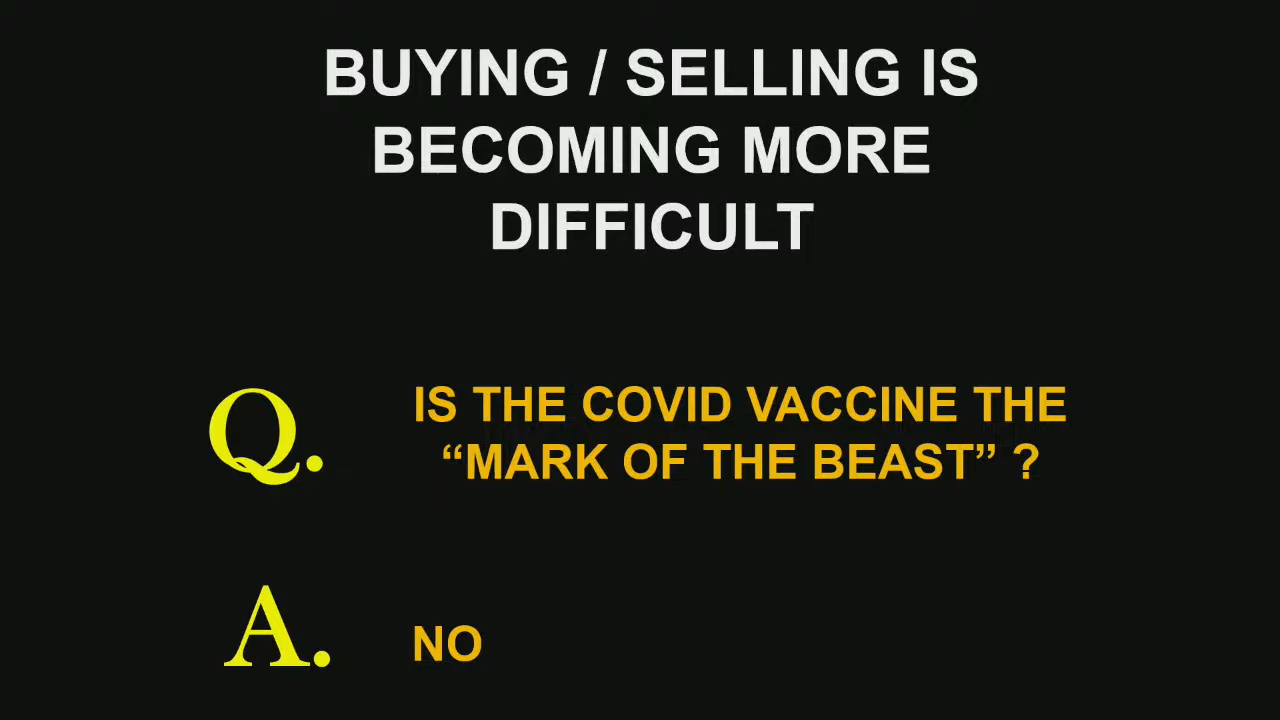 BUYING / SELLING IS
BECOMING MORE
DIFFICULT
Q. IS THE COVID VACCINE THE
“MARK OF THE BEAST” ?
A. NO